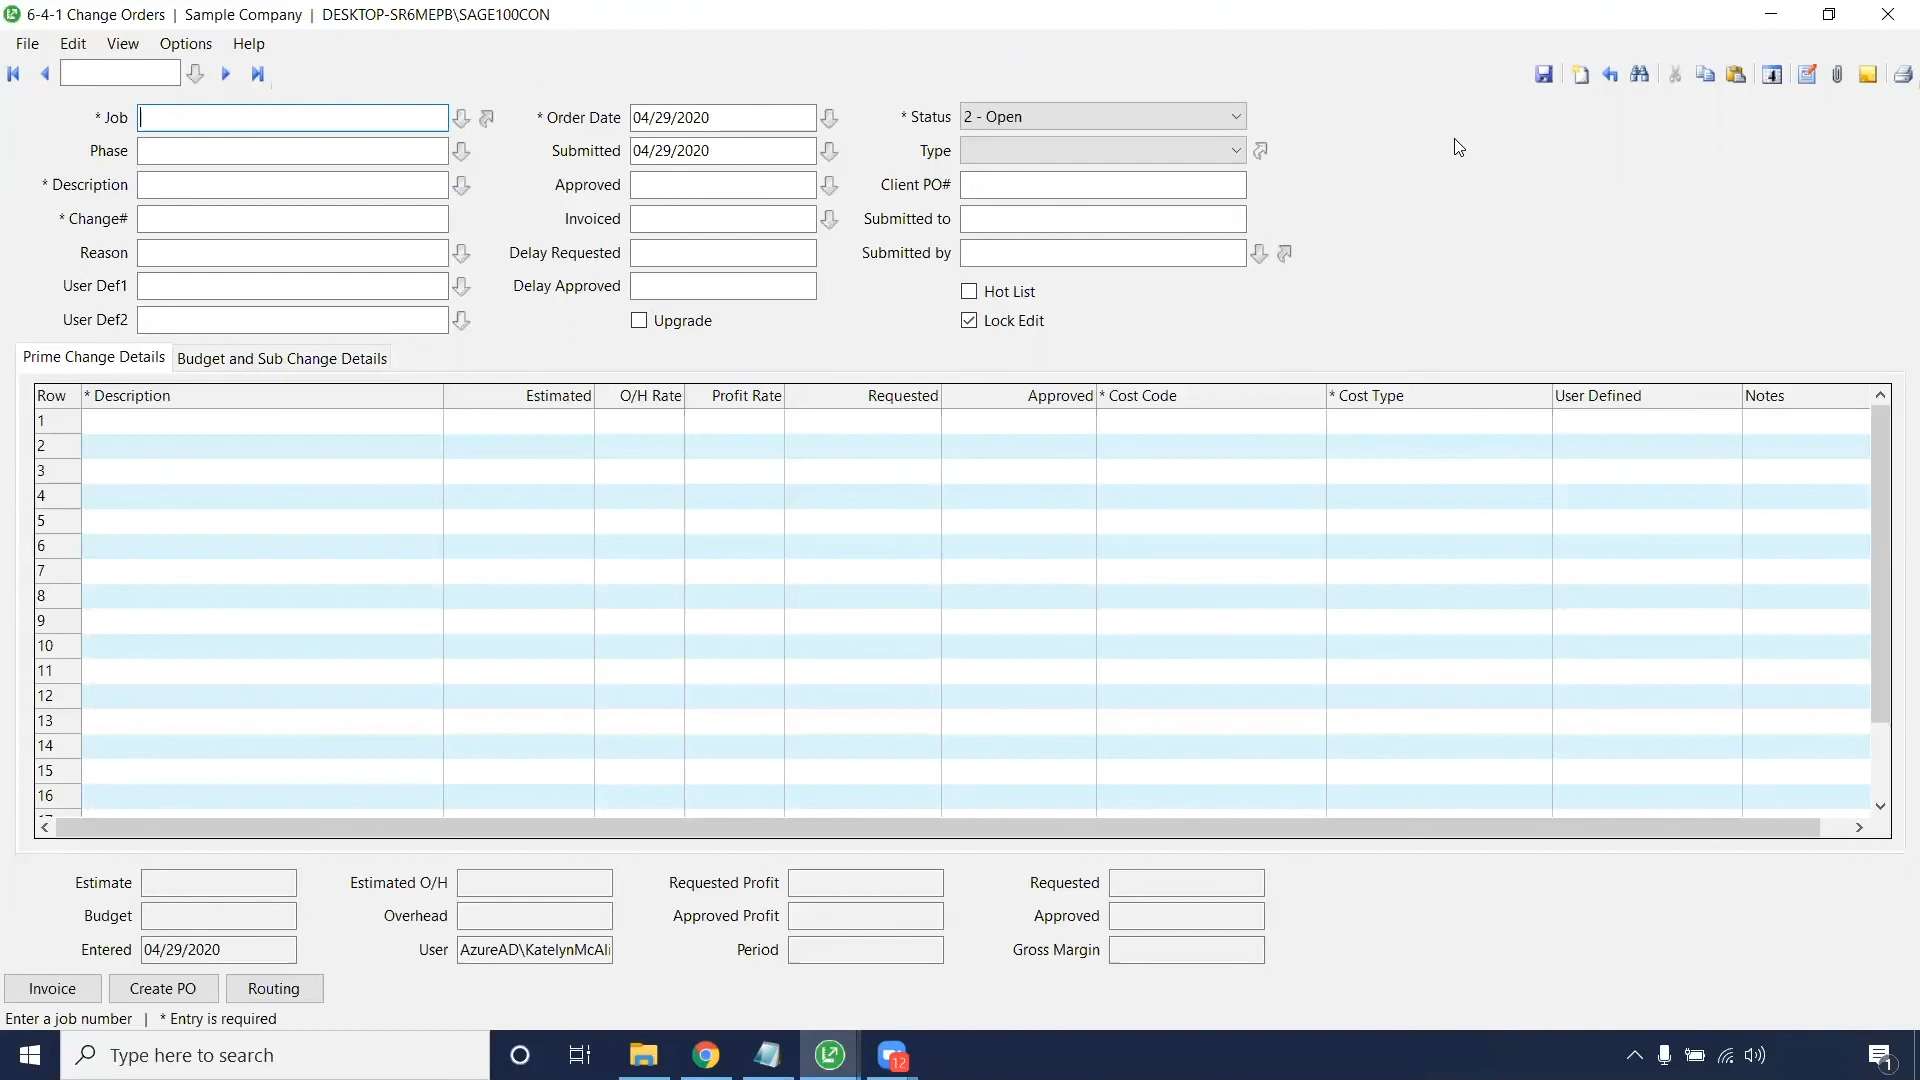 6-4-1 Change Orders | Sample Company | DESKTOP-SR6MEPB\SAGE100CON
File Edit View Options Help
* Job * Order Date 04/29/2020 * Status 2 - Open
Phase Submitted 04/29/2020 Type
* Description Approved Client PO#
* Change# Invoiced Submitted to
Reason Delay Requested Submitted by
User Def1 Delay Approved Hot List
User Def2 Upgrade Lock Edit
Prime Change Details Budget and Sub Change Details
Row * Description Estimated O/H Rate Profit Rate Requested Approved * Cost Code * Cost Type User Defined Notes
1
2
3
4
5
6
7
8
9
10
11
12
13
14
15
16
Estimate Estimated O/H Requested Profit Requested
Budget Overhead Approved Profit Approved
Entered 04/29/2020 User AzureAD\KatelynMcAli Period Gross Margin
Invoice Create PO Routing
Enter a job number | * Entry is required
Type here to search 12 1